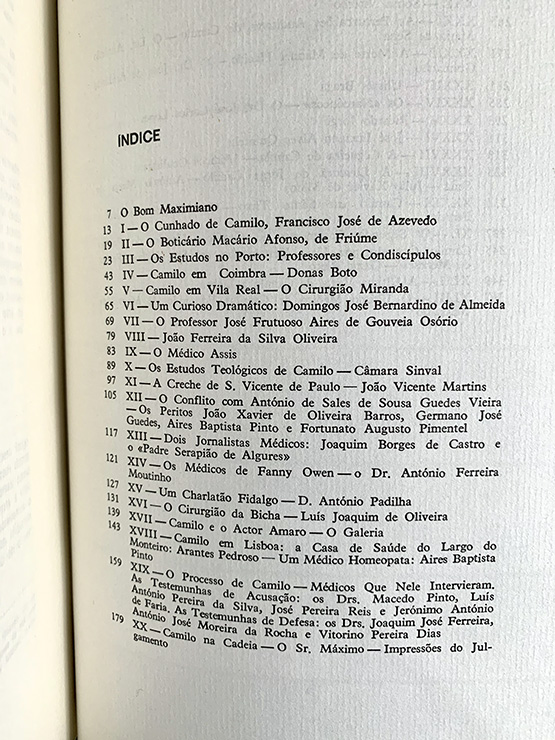 INDICE
7 O Bom Maximiano
13 I — O Cunhado de Camilo, Francisco José de Azevedo
19 II — O Boticário Macário Afonso, de Friúme
23 III — Os Estudos no Porto: Professores e Condiscípulos
43 IV — Camilo em Coimbra — Donas Boto
55 V — Camilo em Vila Real — O Cirurgião Miranda
65 VI — Um Curioso Dramático: Domingos José Bernardino de Almeida
69 VII — O Professor José Frutuoso Aires de Gouveia Osório
79 VIII — João Ferreira da Silva Oliveira
83 IX — O Médico Assis
89 X — Os Estudos Teológicos de Camilo — Câmara Sinval
97 XI — A Creche de S. Vicente de Paulo — João Vicente Martins
105 XII — O Conflito com António de Sales de Sousa Guedes Vieira
— Os Peritos João Xavier de Oliveira Barros, Germano José
Guedes, Aires Baptista Pinto e Fortunato Augusto Pimentel
117 XIII — Dois Jornalistas Médicos: Joaquim Borges de Castro e
o «Padre Serapião de Algures»
121 XIV — Os Médicos de Fanny Owen — o Dr. António Ferreira
Moutinho
127 XV — Um Charlatão Fidalgo — D. António Padilha
131 XVI — O Cirurgião da Bicha — Luís Joaquim de Oliveira
139 XVII — Camilo e o Actor Amaro — O Galeria
143 XVIII — Camilo em Lisboa: a Casa de Saúde do Largo do
Monteiro: Arantes Pedroso — Um Médico Homeopata: Aires Baptista
Pinto
159 XIX — O Processo de Camilo — Médicos Que Nele Intervieram.
As Testemunhas de Acusação: os Drs. Macedo Pinto, Luís
António Pereira da Silva, José Pereira Reis e Jerónimo António
de Faria. As Testemunhas de Defesa: os Drs. Joaquim José Ferreira,
António José Moreira da Rocha e Vitorino Pereira Dias
179 XX — Camilo na Cadeia — O Sr. Máximo — Impressões do Jul-
gamento